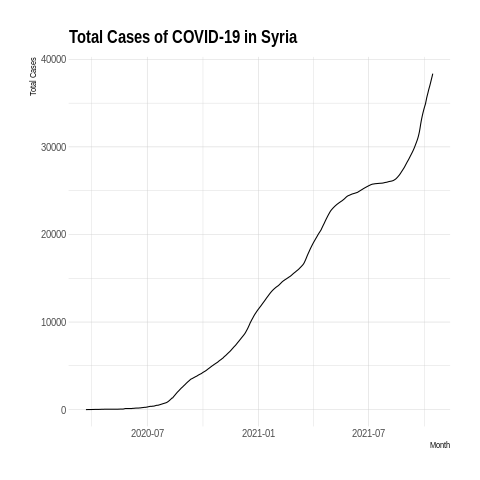 Total Cases of COVID-19 in Syria
Total Cases
40000
30000
20000
10000
0
2020-07 2021-01 2021-07
Month